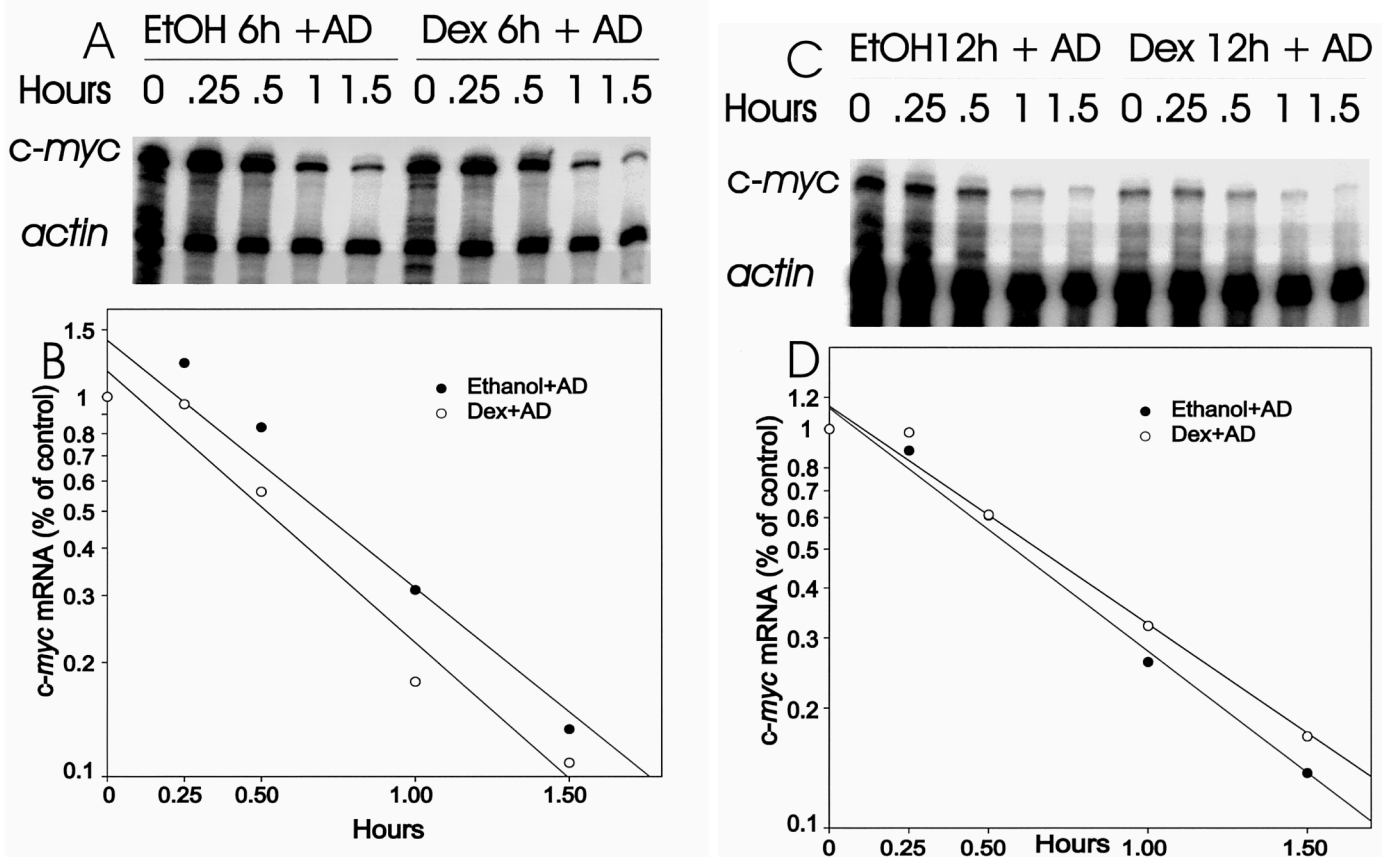 A
EtOH 6h +AD Dex 6h + AD
Hours 0 .25 .5 1 1.5 0 .25 .5 1 1.5
c-myc
actin
B
1.5
1
0.8
0.7
0.6
0.5
0.4
0.3
0.2
0.1
c-myc mRNA (% of control)
Ethanol+AD
Dex+AD
0 0.25 0.50 1.00 1.50
Hours
C
EtOH12h + AD Dex 12h + AD
Hours 0 .25 .5 1 1.5 0 .25 .5 1 1.5
c-myc
actin
D
1.2
1
0.8
0.7
0.6
0.5
0.4
0.3
0.2
0.1
c-myc mRNA (% of control)
Ethanol+AD
Dex+AD
0 0.25 0.50 1.00 1.50
Hours